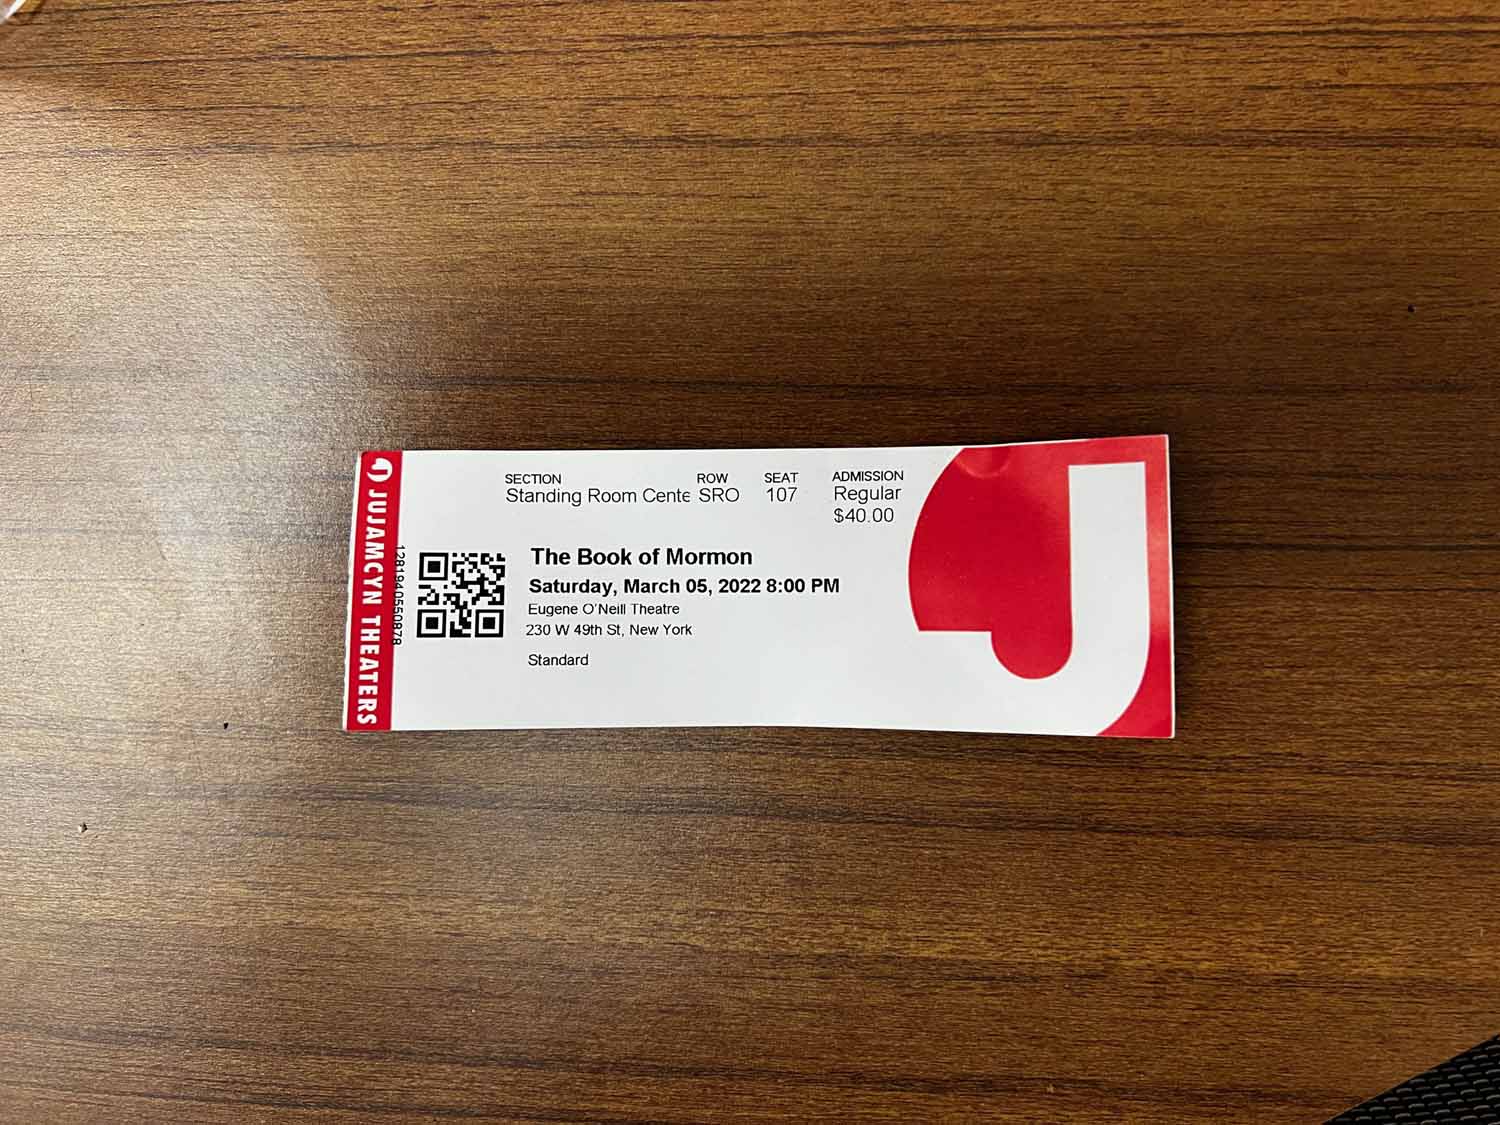 JUJAMCYN THEATERS
1281940550878
SECTION ROW SEAT ADMISSION
Standing Room Cente SRO 107 Regular
$40.00
The Book of Mormon
Saturday, March 05, 2022 8:00 PM
Eugene O'Neill Theatre
230 W 49th St, New York
Standard